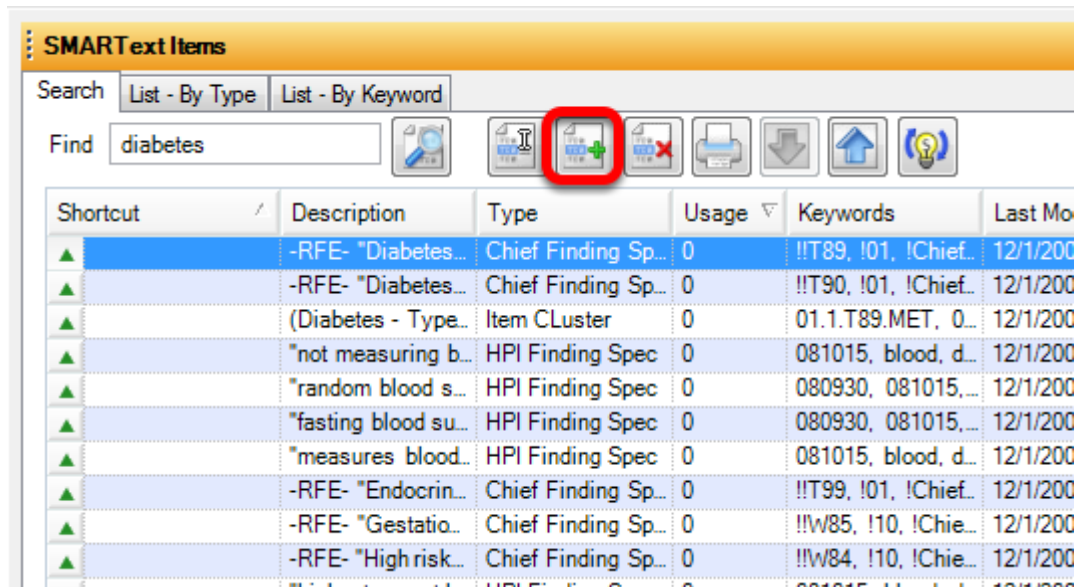 SMARText Items
Search List - By Type List - By Keyword
Find diabetes
Shortcut Description Type Usage Keywords Last Mo
-RFE- "Diabetes... Chief Finding Sp... 0 !!T89, !01, !Chief... 12/1/200
-RFE- "Diabetes... Chief Finding Sp... 0 !!T90, !01, !Chief... 12/1/200
(Diabetes - Type... Item CLuster 0 01.1.T89.MET, 0... 12/1/200
"not measuring b... HPI Finding Spec 0 081015, blood, d... 12/1/200
"random blood s... HPI Finding Spec 0 080930, 081015,... 12/1/200
"fasting blood su... HPI Finding Spec 0 080930, 081015,... 12/1/200
"measures blood... HPI Finding Spec 0 081015, blood, d... 12/1/200
-RFE- "Endocrin... Chief Finding Sp... 0 !!T99, !01, !Chief... 12/1/200
-RFE- "Gestatio... Chief Finding Sp... 0 !!W85, !10, !Chie... 12/1/200
-RFE- "High risk... Chief Finding Sp... 0 !!W84, !10, !Chie... 12/1/200